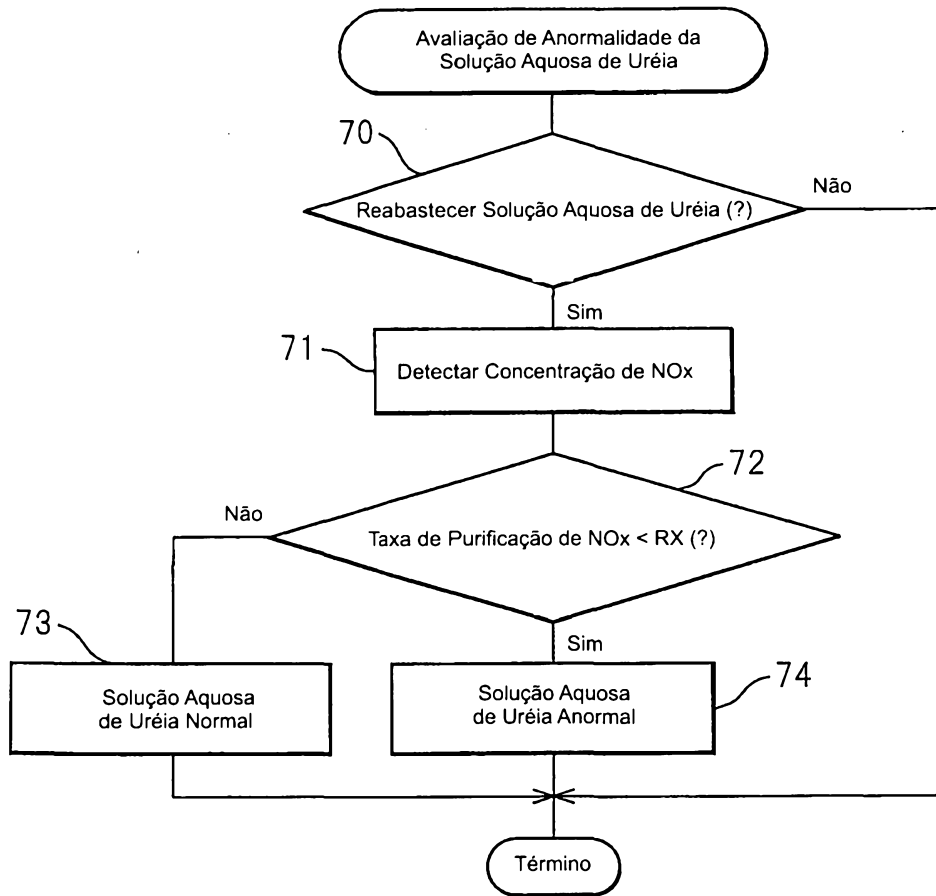 Avaliação de Anormalidade da
Solução Aquosa de Uréia
70
Não
Reabastecer Solução Aquosa de Uréia (?)
Sim
71
Detectar Concentração de NOx
72
Não
Taxa de Purificação de NOx < RX (?)
73
Sim
74
Solução Aquosa
de Uréia Normal
Solução Aquosa
de Uréia Anormal
Término